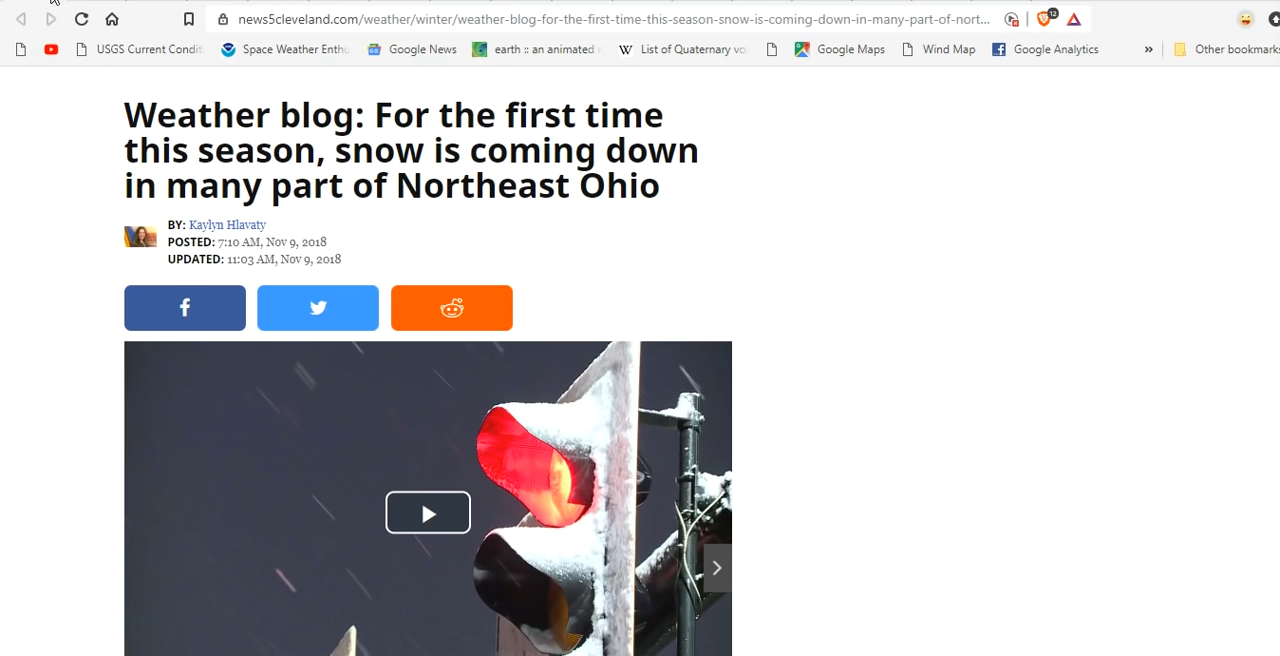 news5cleveland.com/weather/winter/weather-blog-for-the-first-time-this-season-snow-is-coming-down-in-many-part-of-nort...
12
USGS Current Condit
Space Weather Enthu
Google News
earth :: an animated
List of Quaternary vo
Google Maps
Wind Map
Google Analytics
»
Other bookmarks
Weather blog: For the first time
this season, snow is coming down
in many part of Northeast Ohio
BY: Kaylyn Hlavaty
POSTED: 7:10 AM, Nov 9, 2018
UPDATED: 11:03 AM, Nov 9, 2018